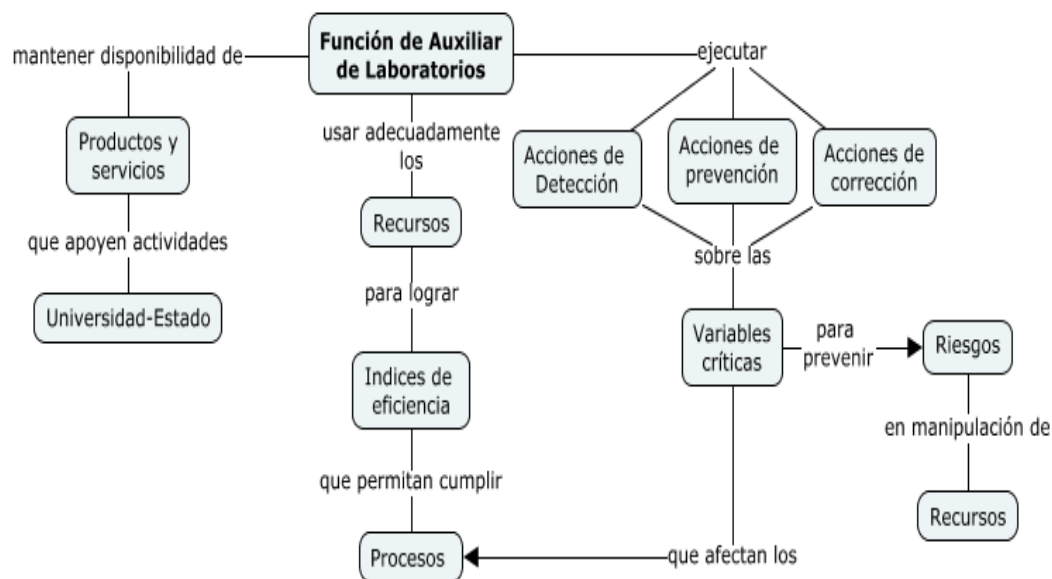 Función de Auxiliar
de Laboratorios
mantener disponibilidad de
Productos y
servicios
que apoyen actividades
Universidad-Estado
usar adecuadamente
los
Recursos
para lograr
Indices de
eficiencia
que permitan cumplir
Procesos
ejecutar
Acciones de
Detección
Acciones de
prevención
Acciones de
corrección
sobre las
Variables
críticas
para
prevenir
Riesgos
en manipulación de
Recursos
que afectan los